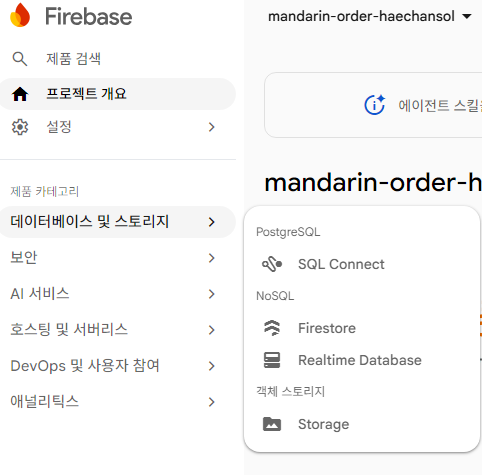 Firebase
mandarin-order-haechansol
제품 검색
프로젝트 개요
설정
에이전트 스킬
mandarin-order-h
제품 카테고리
데이터베이스 및 스토리지
보안
AI 서비스
호스팅 및 서버리스
DevOps 및 사용자 참여
애널리틱스
PostgreSQL
SQL Connect
NoSQL
Firestore
Realtime Database
객체 스토리지
Storage